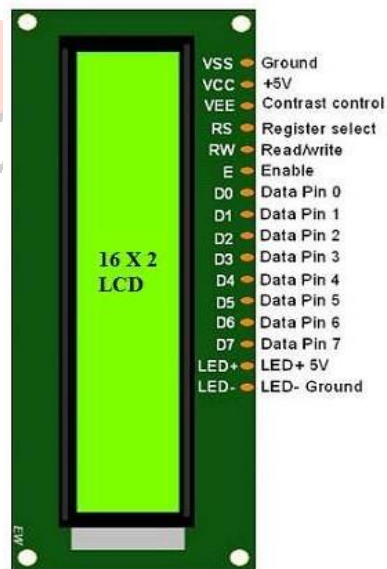 VSS Ground
VCC +5V
VEE Contrast control
RS Register select
RW Read/write
E Enable
D0 Data Pin 0
D1 Data Pin 1
D2 Data Pin 2
D3 Data Pin 3
D4 Data Pin 4
D5 Data Pin 5
D6 Data Pin 6
D7 Data Pin 7
LED+ LED+ 5V
LED- LED- Ground
16 X 2
LCD
EW